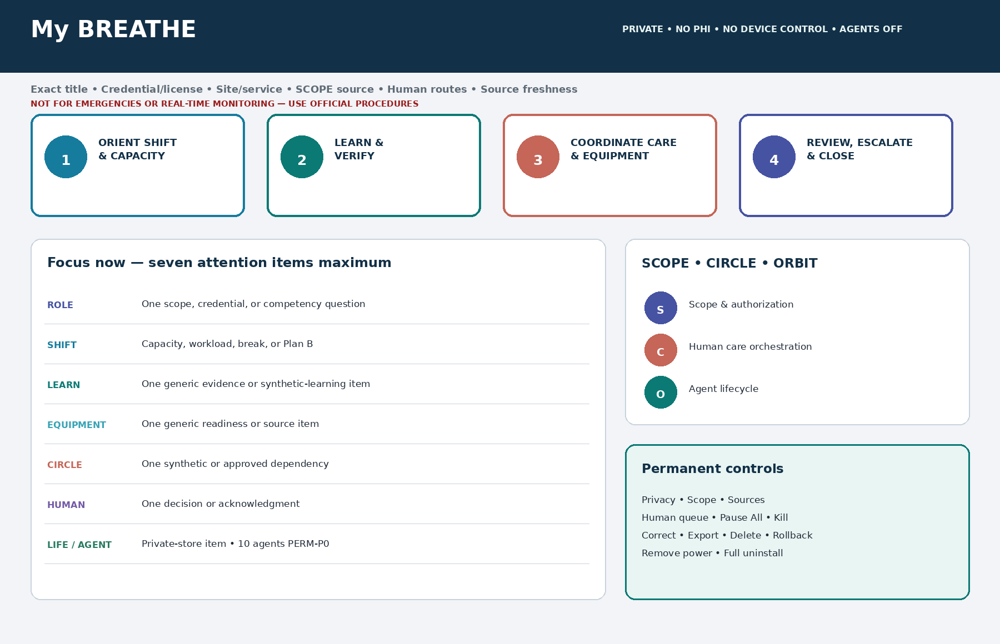 My BREATHE
PRIVATE • NO PHI • NO DEVICE CONTROL • AGENTS OFF
Exact title • Credential/license • Site/service • SCOPE source • Human routes • Source freshness
NOT FOR EMERGENCIES OR REAL-TIME MONITORING — USE OFFICIAL PROCEDURES
1
ORIENT SHIFT
& CAPACITY
2
LEARN &
VERIFY
3
COORDINATE CARE
& EQUIPMENT
4
REVIEW, ESCALATE
& CLOSE
Focus now — seven attention items maximum
ROLE One scope, credential, or competency question
SHIFT Capacity, workload, break, or Plan B
LEARN One generic evidence or synthetic-learning item
EQUIPMENT One generic readiness or source item
CIRCLE One synthetic or approved dependency
HUMAN One decision or acknowledgment
LIFE / AGENT Private-store item • 10 agents PERM-P0
SCOPE • CIRCLE • ORBIT
S Scope & authorization
C Human care orchestration
O Agent lifecycle
Permanent controls
Privacy • Scope • Sources
Human queue • Pause All • Kill
Correct • Export • Delete • Rollback
Remove power • Full uninstall